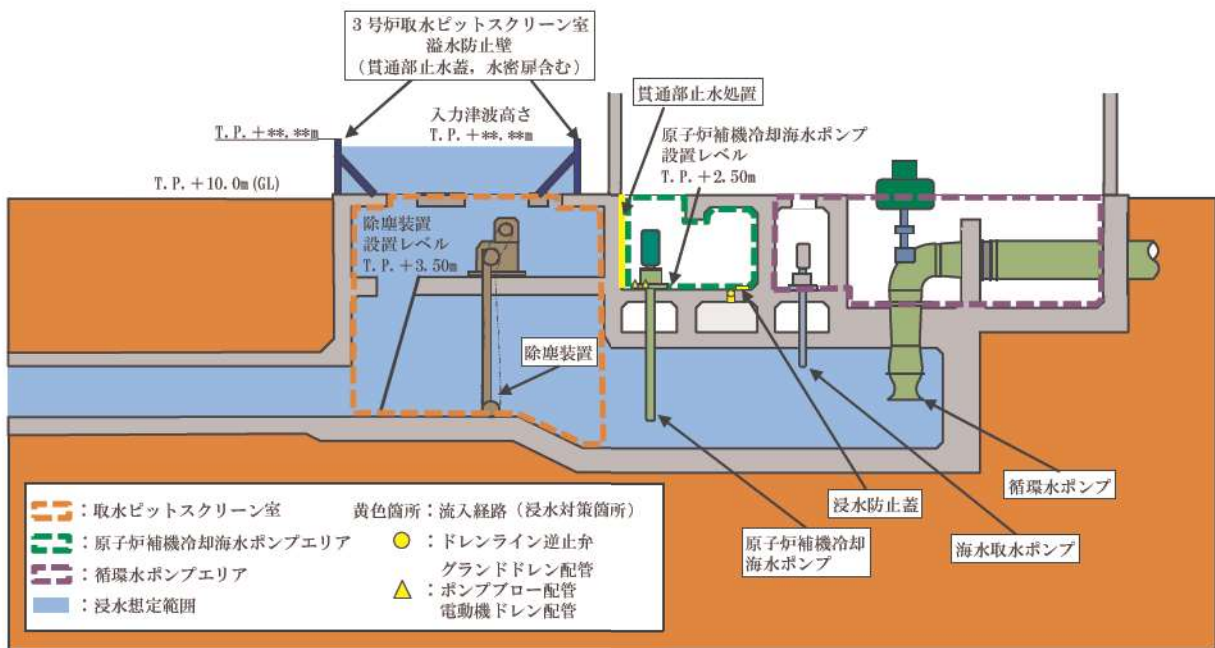 3号炉取水ピットスクリーン室
溢水防止壁
(貫通部止水蓋,水密扉含む)
貫通部止水処置
入力津波高さ
T.P.+**.**m
T.P.+**.**m
原子炉補機冷却海水ポンプ
設置レベル
T.P.+2.50m
T.P.+10.0m(GL)
除塵装置
設置レベル
T.P.+3.50m
除塵装置
循環水ポンプ
浸水防止蓋
海水取水ポンプ
原子炉補機冷却
海水ポンプ
:取水ピットスクリーン室
:原子炉補機冷却海水ポンプエリア
:循環水ポンプエリア
:浸水想定範囲
黄色箇所:流入経路(浸水対策箇所)
:ドレンライン逆止弁
グランドドレン配管
:ポンプブロー配管
電動機ドレン配管